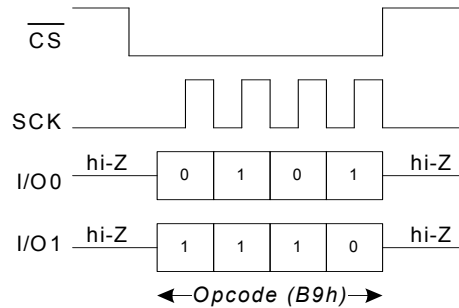 CS
SCK
hi-Z 0 1 0 1 hi-Z
I/O0
hi-Z 1 1 1 0 hi-Z
I/O1
Opcode (B9h)